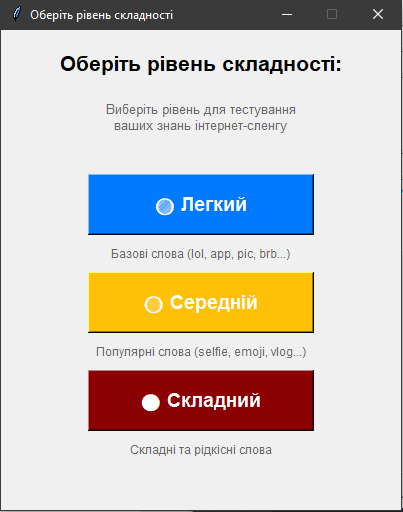 Оберіть рівень складності
Оберіть рівень складності:
Виберіть рівень для тестування
ваших знань інтернет-сленгу
Легкий
Базові слова (lol, app, pic, brb...)
Середній
Популярні слова (selfie, emoji, vlog...)
Складний
Складні та рідкісні слова